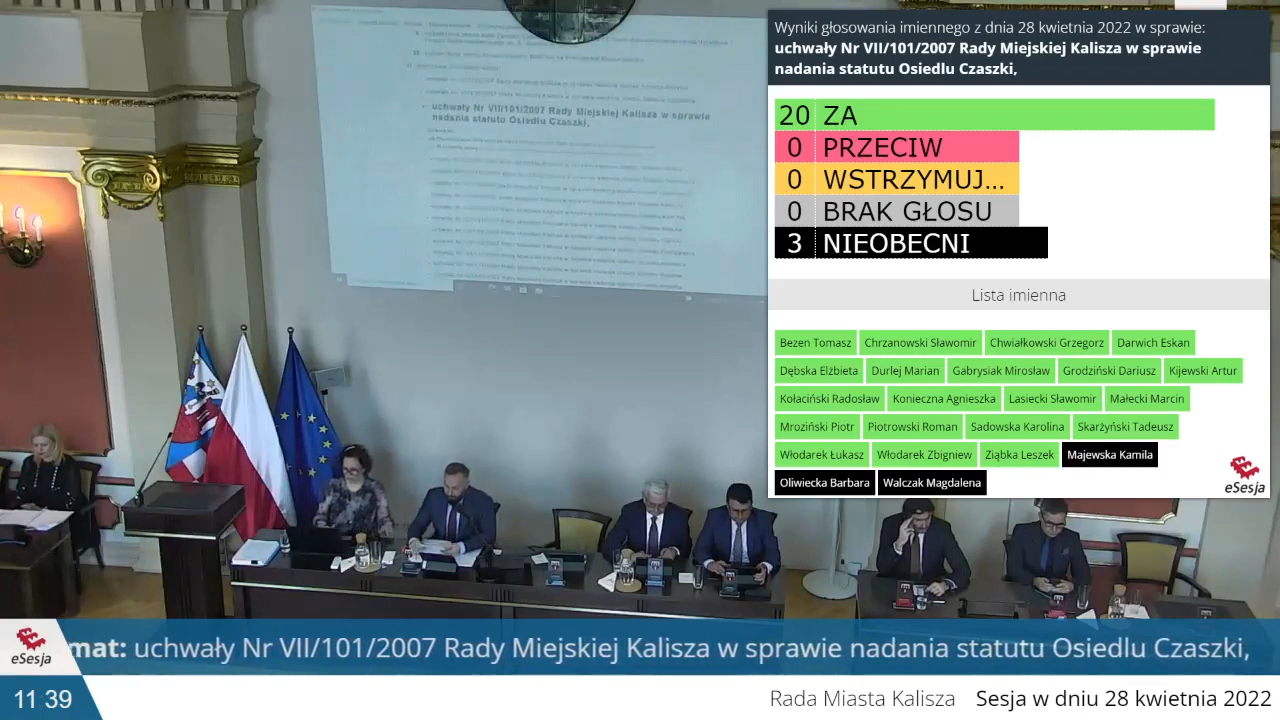 Wyniki głosowania imiennego z dnia 28 kwietnia 2022 w sprawie:
uchwały Nr VII/101/2007 Rady Miejskiej Kalisza w sprawie
nadania statutu Osiedlu Czaszki,
20 ZA
0 PRZECIW
0 WSTRZYMUJ...
0 BRAK GŁOSU
3 NIEOBECNI
Lista imienna
Bezen Tomasz Chrzanowski Sławomir Chwiałkowski Grzegorz Darwich Eskan
Dębska Elżbieta Durlej Marian Gabrysiak Mirosław Grodziński Dariusz Kijewski Artur
Kołaciński Radosław Konieczna Agnieszka Lasiecki Sławomir Małecki Marcin
Mroziński Piotr Piotrowski Roman Sadowska Karolina Skarżyński Tadeusz
Włodarek Łukasz Włodarek Zbigniew Ziąbka Leszek Majewska Kamila
Oliwiecka Barbara Walczak Magdalena
eSesja
uchwały Nr VII/101/2007 Rady Miejskiej Kalisza w sprawie
nadania statutu Osiedlu Czaszki,
mat: uchwały Nr VII/101/2007 Rady Miejskiej Kalisza w sprawie nadania statutu Osiedlu Czaszki,
eSesja
11 39
Rada Miasta Kalisza Sesja w dniu 28 kwietnia 2022